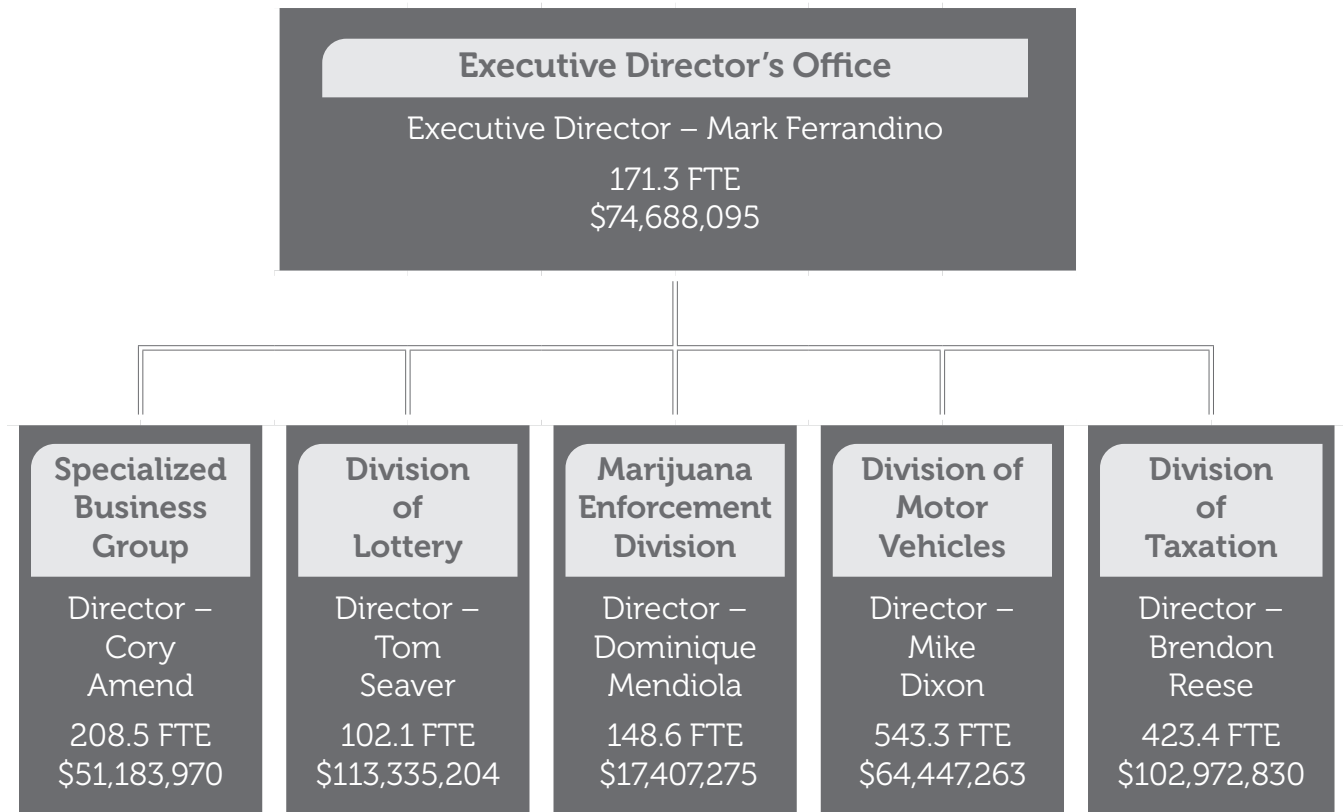 Executive Director’s Office
Executive Director – Mark Ferrandino
171.3 FTE
$74,688,095
Specialized
Business
Group
Director –
Cory
Amend
208.5 FTE
$51,183,970
Division
of
Lottery
Director –
Tom
Seaver
102.1 FTE
$113,335,204
Marijuana
Enforcement
Division
Director –
Dominique
Mendiola
148.6 FTE
$17,407,275
Division of
Motor
Vehicles
Director –
Mike
Dixon
543.3 FTE
$64,447,263
Division
of
Taxation
Director –
Brendon
Reese
423.4 FTE
$102,972,830